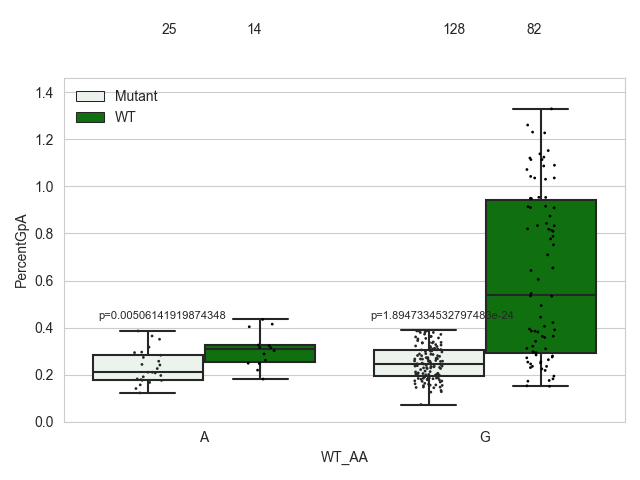 25 14 128 82
1.4
Mutant
WT
1.2
1.0
0.8
0.6
0.4
0.2
0.0
PercentGpA
p=0.00506141919874348
p=1.8947334532797483e-24
A G
WT_AA